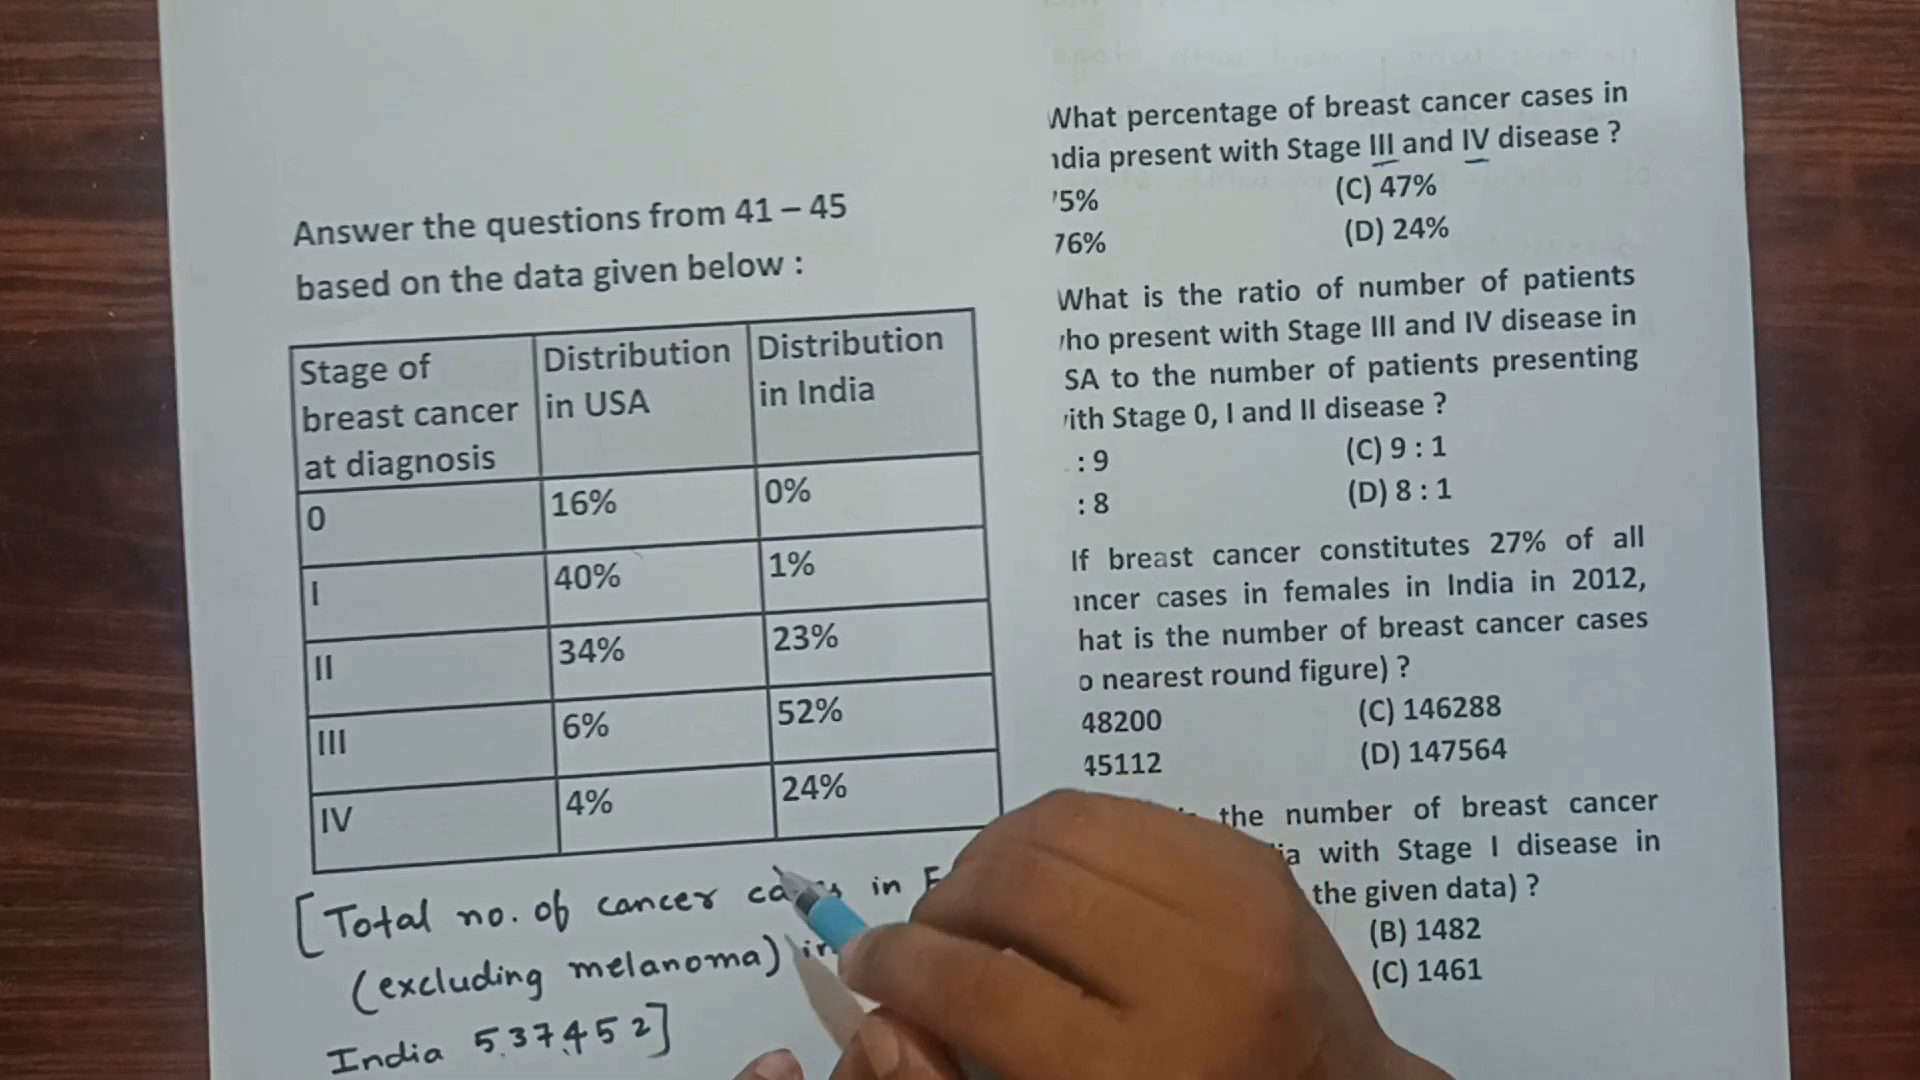 Answer the questions from 41 – 45
based on the data given below :
Stage of breast cancer at diagnosis
Distribution in USA
Distribution in India
0 16% 0%
I 40% 1%
II 34% 23%
III 6% 52%
IV 4% 24%
[Total no. of cancer in
(excluding melanoma) in
India 537452]
What percentage of breast cancer cases in
present with Stage III and IV disease ?
5% (C) 47%
76% (D) 24%
What is the ratio of number of patients
present with Stage III and IV disease in
to the number of patients presenting
Stage 0, I and II disease ?
: 9 (C) 9 : 1
: 8 (D) 8 : 1
If breast cancer constitutes 27% of all
cases in females in India in 2012,
is the number of breast cancer cases
nearest round figure) ?
48200 (C) 146288
45112 (D) 147564
the number of breast cancer
with Stage I disease in
the given data) ?
(B) 1482
(C) 1461